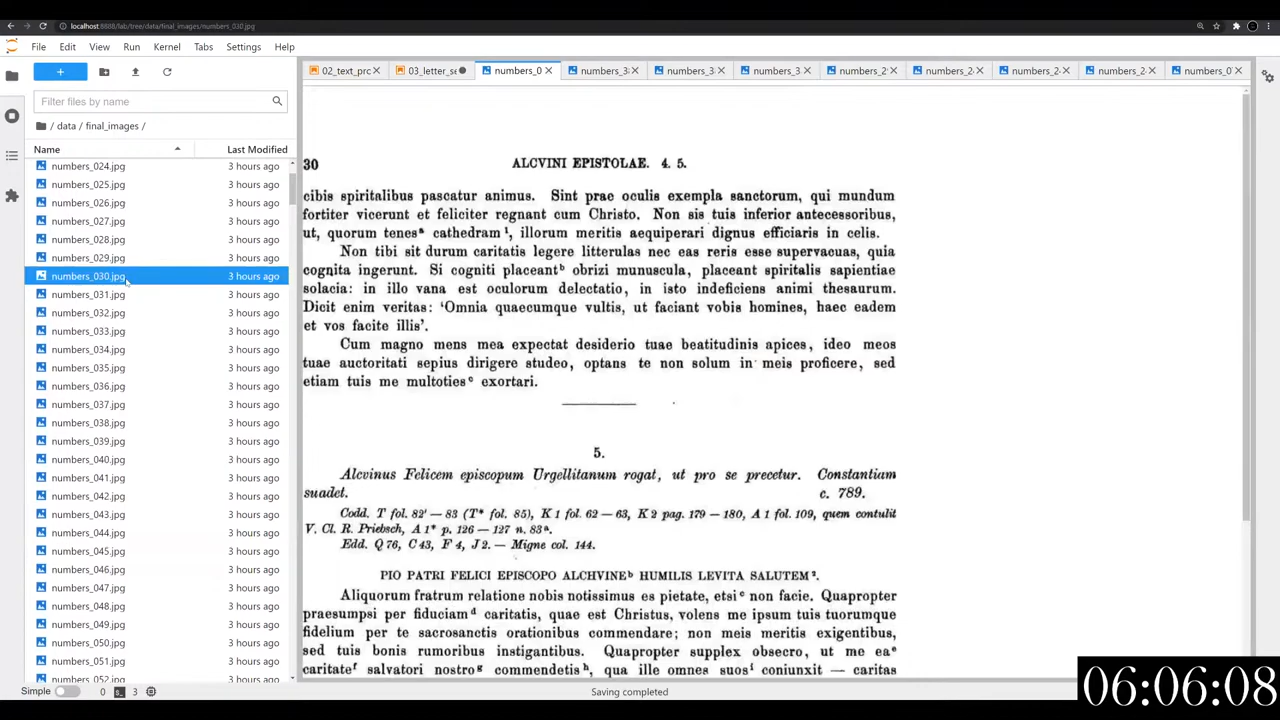 localhost:8888/lab/tree/data/final_images/numbers_030.jpg
File Edit View Run Kernel Tabs Settings Help
+
Filter files by name
/ data / final_images /
Name Last Modified
numbers_024.jpg 3 hours ago
numbers_025.jpg 3 hours ago
numbers_026.jpg 3 hours ago
numbers_027.jpg 3 hours ago
numbers_028.jpg 3 hours ago
numbers_029.jpg 3 hours ago
numbers_030.jpg 3 hours ago
numbers_031.jpg 3 hours ago
numbers_032.jpg 3 hours ago
numbers_033.jpg 3 hours ago
numbers_034.jpg 3 hours ago
numbers_035.jpg 3 hours ago
numbers_036.jpg 3 hours ago
numbers_037.jpg 3 hours ago
numbers_038.jpg 3 hours ago
numbers_039.jpg 3 hours ago
numbers_040.jpg 3 hours ago
numbers_041.jpg 3 hours ago
numbers_042.jpg 3 hours ago
numbers_043.jpg 3 hours ago
numbers_044.jpg 3 hours ago
numbers_045.jpg 3 hours ago
numbers_046.jpg 3 hours ago
numbers_047.jpg 3 hours ago
numbers_048.jpg 3 hours ago
numbers_049.jpg 3 hours ago
numbers_050.jpg 3 hours ago
numbers_051.jpg 3 hours ago
numbers_052.jpg 3 hours ago
02_text_prc 03_letter_se numbers_0 numbers_3 numbers_3 numbers_3 numbers_2 numbers_2 numbers_2 numbers_2 numbers_0
30 ALCVINI EPISTOLAE. 4. 5.
cibis spiritalibus pascatur animus. Sint prae oculis exempla sanctorum, qui mundum
fortiter vicerunt et feliciter regnant cum Christo. Non sis tuis inferior antecessoribus,
ut, quorum tenes a cathedram 1, illorum meritis aequiperari dignus efficiaris in celis.
Non tibi sit durum caritatis legere litterulas nec eas reris esse supervacuas, quia
cognita ingerunt. Si cogniti placeant b obrizi munuscula, placeant spiritalis sapientiae
solacia: in illo vana est oculorum delectatio, in isto indeficiens animi thesaurum.
Dicit enim veritas: 'Omnia quaecumque vultis, ut faciant vobis homines, haec eadem
et vos facite illis'.
Cum magno mens mea expectat desiderio tuae beatitudinis apices, ideo meos
tuae auctoritati sepius dirigere studeo, optans te non solum in meis proficere, sed
etiam tuis me multoties c exortari.
5.
Alcvinus Felicem episcopum Urgellitanum rogat, ut pro se precetur. Constantiam
suadet. c. 789.
Codd. T fol. 82' — 83 (T* fol. 85), K 1 fol. 62 — 63, K 2 pag. 179 — 180, A 1 fol. 109, quem contulit
V. Cl. R. Priebsch, A 1* p. 126 — 127 n. 83 a.
Edd. Q 76, C 43, F 4, J 2. — Migne col. 144.
PIO PATRI FELICI EPISCOPO ALCHVINE b HUMILIS LEVITA SALUTEM 2.
Aliquorum fratrum relatione nobis notissimus es pietate, etsi c non facie. Quapropter
praesumpsi per fiduciam d caritatis, quae est Christus, volens me ipsum tuis tuorumque
fidelium per te sacrosanctis orationibus commendare; non meis meritis exigentibus,
sed tuis bonis rumoribus instigantibus. Quapropter supplex obsecro, ut me ea e
caritate f salvatori nostro g commendetis h, qua ille omnes suos i coniunxit — caritas
Simple 0 3 Saving completed
06:06:08